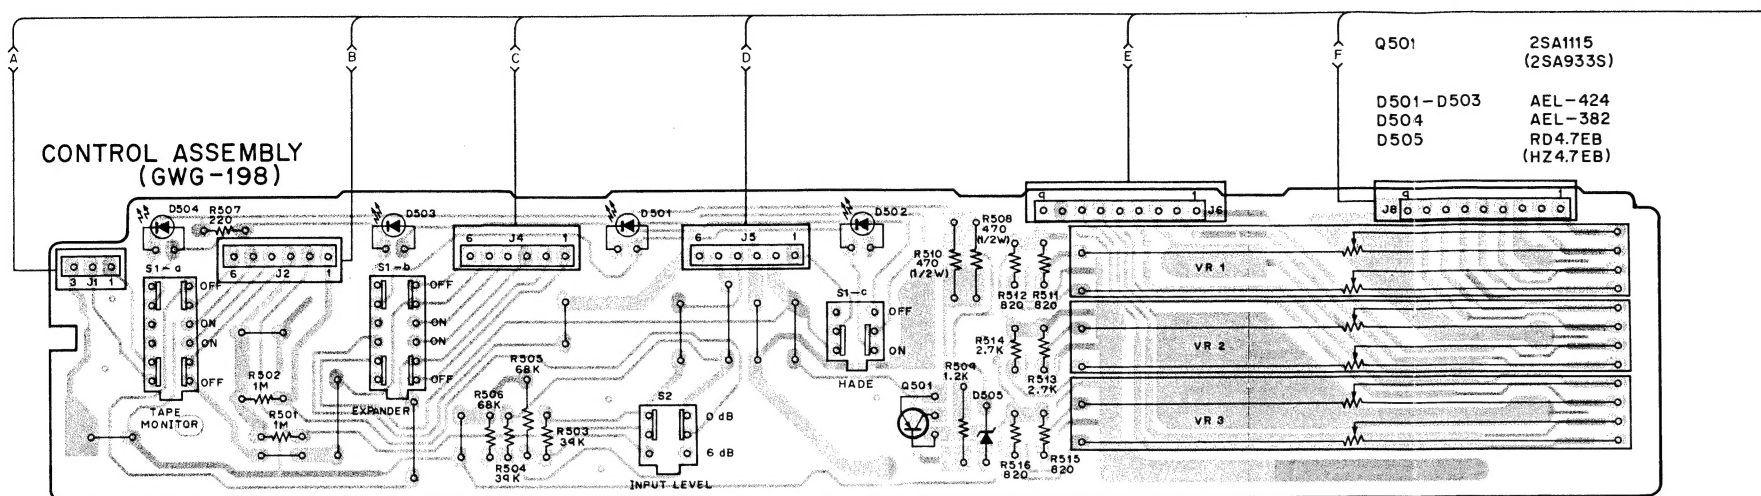 A
B
C
D
E
F
Q501 2SA1115
(2SA933S)
D501-D503 AEL-424
D504 AEL-382
D505 RD4.7EB
(HZ4.7EB)
CONTROL ASSEMBLY
(GWG-198)
D504
R507
220
D503
D501
D502
R508
470
(1/2W)
9 1
J6
J8
9 1
3 J1 1
6 J2 1
6 J4 1
6 J5 1
R510
470
(1/2W)
R512
820
R511
820
VR 1
S1-a
OFF
ON
ON
OFF
TAPE
MONITOR
S1-b
OFF
ON
ON
OFF
EXPANDER
S1-c
OFF
ON
HADE
R514
2.7K
R513
2.7K
VR 2
R502
1M
R501
1M
R505
68K
R506
68K
R503
39K
R504
39K
S2
0 dB
6 dB
INPUT LEVEL
Q501
R509
1.2K
D505
R516
820
R515
820
VR 3